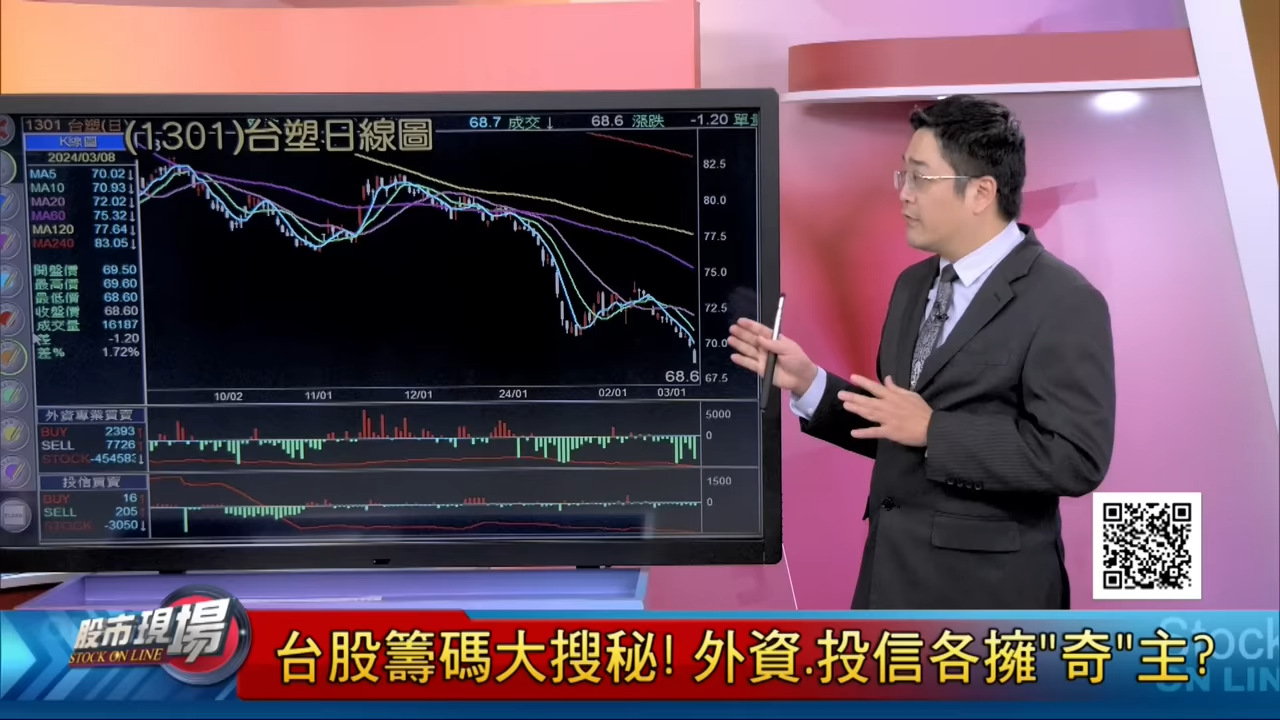 1301 台塑(日
(1301)台塑日線圖
68.7 成交↓ 68.6 漲跌 -1.20 單量
K線圖
2024/03/08
MA5 70.02↓
MA10 70.93↓
MA20 72.02↓
MA60 75.32↓
MA120 77.64↓
MA240 83.05↓
開盤價 69.50
最高價 69.60
最低價 68.60
收盤價 68.60
成交量 16187
差 -1.20
差% 1.72%
82.5
80.0
77.5
75.0
72.5
70.0
67.5
68.6
10/02 11/01 12/01 24/01 02/01 03/01
外資專業買賣
BUY 2393↑
SELL 7726↑
STOCK -454583↓
5000
0
投信買賣
BUY 16↑
SELL 205↑
STOCK -3050↓
1500
0
股市現場
STOCK ON LINE
台股籌碼大搜秘! 外資.投信各擁"奇"主?
Stock
ON LIN